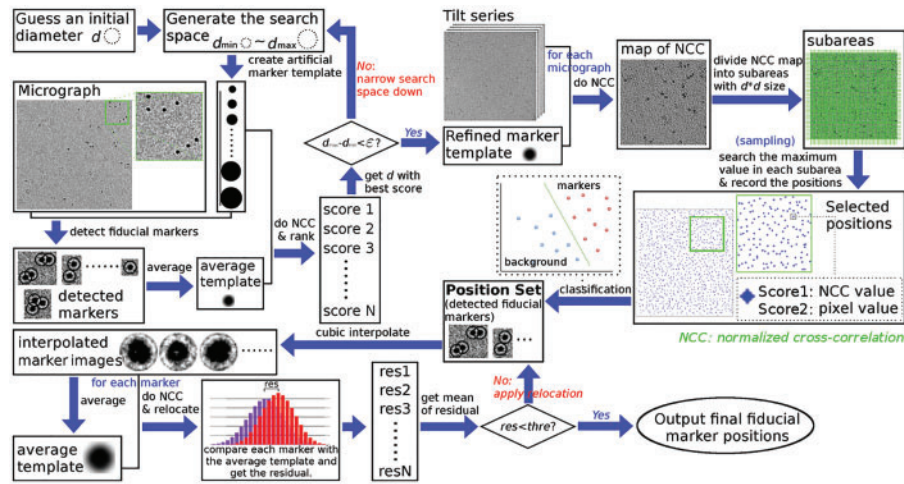 Guess an initial
diameter d
Generate the search
space dmin ~ dmax
create artificial
marker template
No:
narrow search
space down
Micrograph
detect fiducial markers
detected
markers
average
average
template
do NCC
& rank
score 1
score 2
score 3
score N
get d with
best score
Yes
Tilt series
for each
micrograph
do NCC
Refined marker
template
map of NCC
divide NCC map
into subareas
with d*d size
subareas
(sampling)
search the maximum
value in each subarea
& record the positions
Selected
positions
Score1: NCC value
Score2: pixel value
NCC: normalized cross-correlation
markers
background
classification
Position Set
(detected fiducial
markers)
cubic interpolate
interpolated
marker images
for each marker
average
do NCC
& relocate
average
template
res
compare each marker with
the average template and
get the residual.
res1
res2
res3
resN
get mean
of residual
No:
apply relocation
res<thre?
Yes
Output final fiducial
marker positions